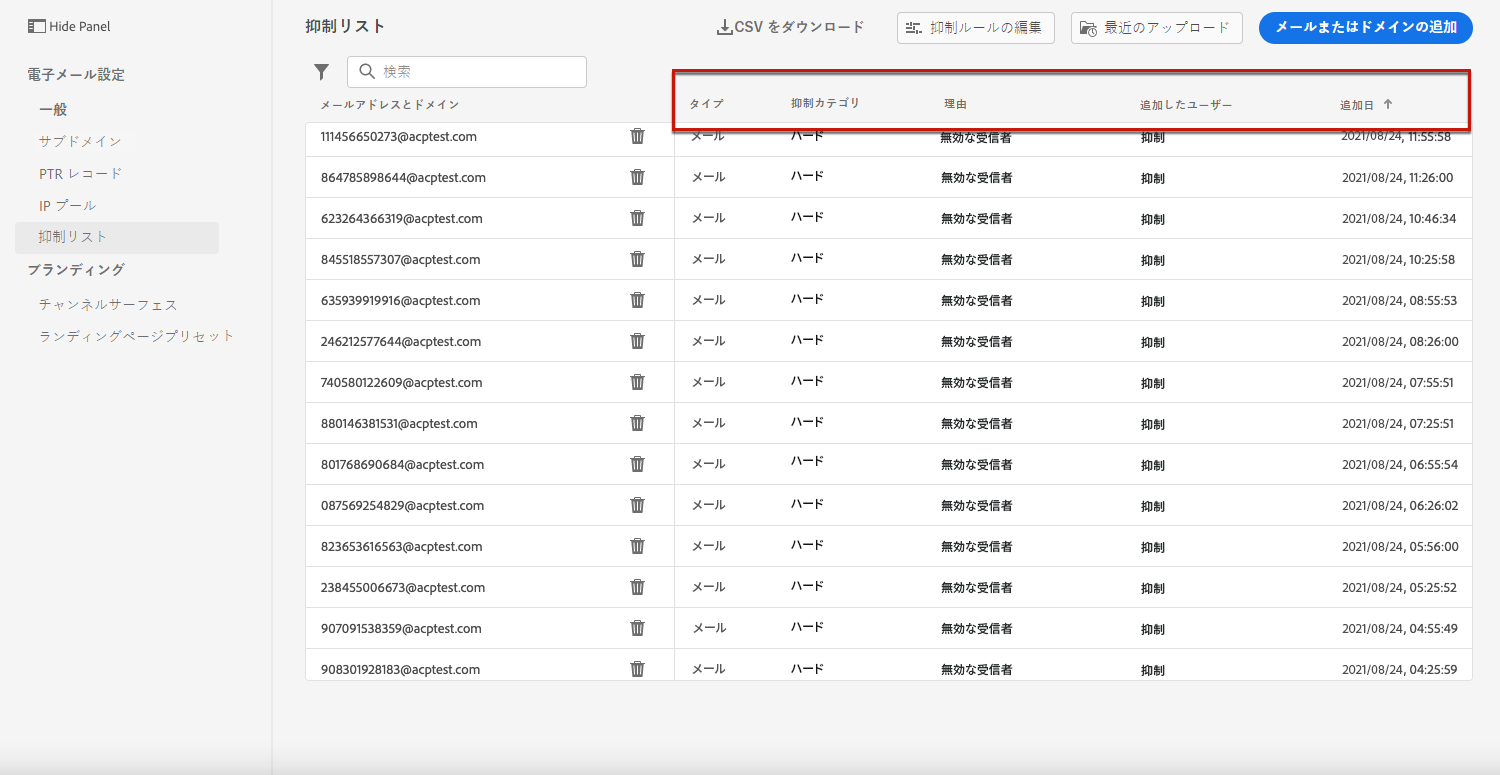 Hide Panel
電子メール設定
一般
サブドメイン
PTR レコード
IP プール
抑制リスト
ブランディング
チャンネルサーフェス
ランディングページプリセット
抑制リスト
CSV をダウンロード
抑制ルールの編集
最近のアップロード
メールまたはドメインの追加
検索
メールアドレスとドメイン タイプ 抑制カテゴリ 理由 追加したユーザー 追加日
111456650273@acptest.com メール ハード 無効な受信者 抑制 2021/08/24, 11:55:58
864785898644@acptest.com メール ハード 無効な受信者 抑制 2021/08/24, 11:26:00
623264366319@acptest.com メール ハード 無効な受信者 抑制 2021/08/24, 10:46:34
845518557307@acptest.com メール ハード 無効な受信者 抑制 2021/08/24, 10:25:58
635939919916@acptest.com メール ハード 無効な受信者 抑制 2021/08/24, 08:55:53
246212577644@acptest.com メール ハード 無効な受信者 抑制 2021/08/24, 08:26:00
740580122609@acptest.com メール ハード 無効な受信者 抑制 2021/08/24, 07:55:51
880146381531@acptest.com メール ハード 無効な受信者 抑制 2021/08/24, 07:25:51
801768690684@acptest.com メール ハード 無効な受信者 抑制 2021/08/24, 06:55:54
087569254829@acptest.com メール ハード 無効な受信者 抑制 2021/08/24, 06:26:02
823653616563@acptest.com メール ハード 無効な受信者 抑制 2021/08/24, 05:56:00
238455006673@acptest.com メール ハード 無効な受信者 抑制 2021/08/24, 05:25:52
907091538359@acptest.com メール ハード 無効な受信者 抑制 2021/08/24, 04:55:49
908301928183@acptest.com メール ハード 無効な受信者 抑制 2021/08/24, 04:25:59